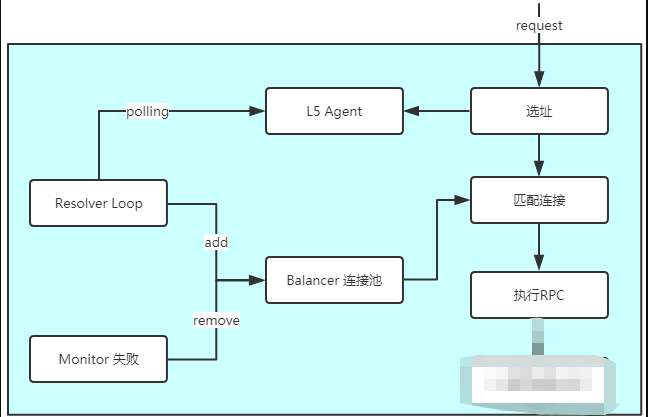 request
polling
L5 Agent
选址
Resolver Loop
匹配连接
add
Balancer 连接池
执行RPC
remove
Monitor 失败